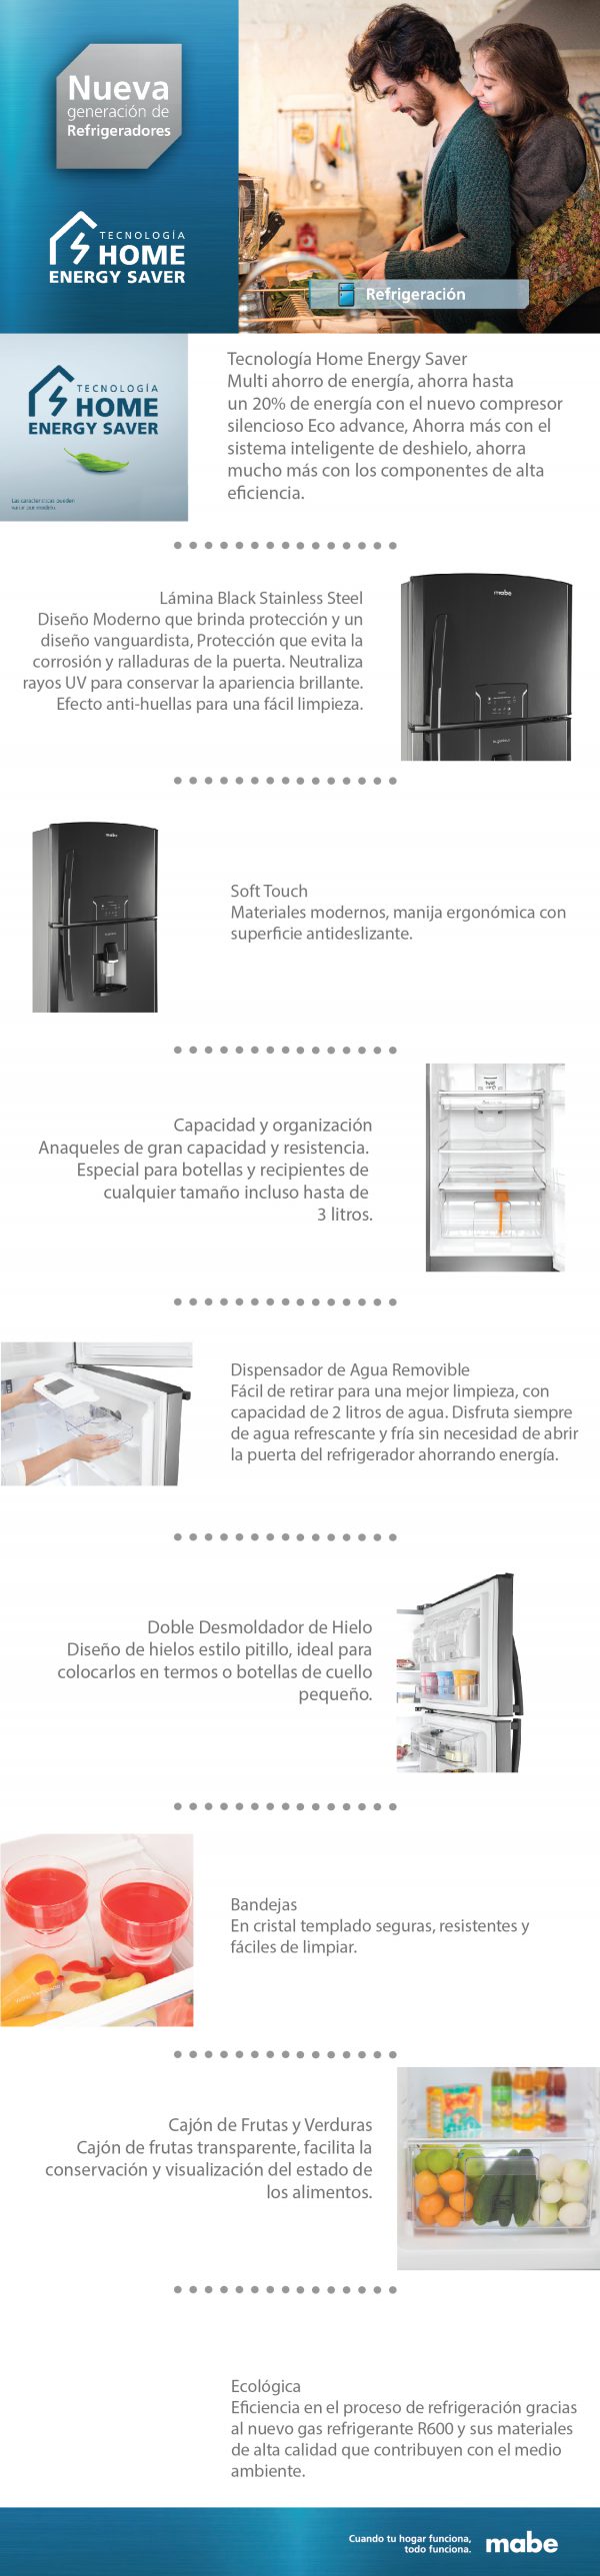 Nueva
generación de
Refrigeradores
TECNOLOGÍA
HOME
ENERGY SAVER
Refrigeración
TECNOLOGÍA
HOME
ENERGY SAVER
Las características pueden
variar por modelo.
Tecnología Home Energy Saver
Multi ahorro de energía, ahorra hasta
un 20% de energía con el nuevo compresor
silencioso Eco advance, Ahorra más con el
sistema inteligente de deshielo, ahorra
mucho más con los componentes de alta
eficiencia.
Lámina Black Stainless Steel
Diseño Moderno que brinda protección y un
diseño vanguardista, Protección que evita la
corrosión y ralladuras de la puerta. Neutraliza
rayos UV para conservar la apariencia brillante.
Efecto anti-huellas para una fácil limpieza.
mabe
mabe
Soft Touch
Materiales modernos, manija ergonómica con
superficie antideslizante.
Capacidad y organización
Anaqueles de gran capacidad y resistencia.
Especial para botellas y recipientes de
cualquier tamaño incluso hasta de
3 litros.
Dispensador de Agua Removible
Fácil de retirar para una mejor limpieza, con
capacidad de 2 litros de agua. Disfruta siempre
de agua refrescante y fría sin necesidad de abrir
la puerta del refrigerador ahorrando energía.
Doble Desmoldador de Hielo
Diseño de hielos estilo pitillo, ideal para
colocarlos en termos o botellas de cuello
pequeño.
Bandejas
En cristal templado seguras, resistentes y
fáciles de limpiar.
Cajón de Frutas y Verduras
Cajón de frutas transparente, facilita la
conservación y visualización del estado de
los alimentos.
Ecológica
Eficiencia en el proceso de refrigeración gracias
al nuevo gas refrigerante R600 y sus materiales
de alta calidad que contribuyen con el medio
ambiente.
Cuando tu hogar funciona,
todo funciona.
mabe